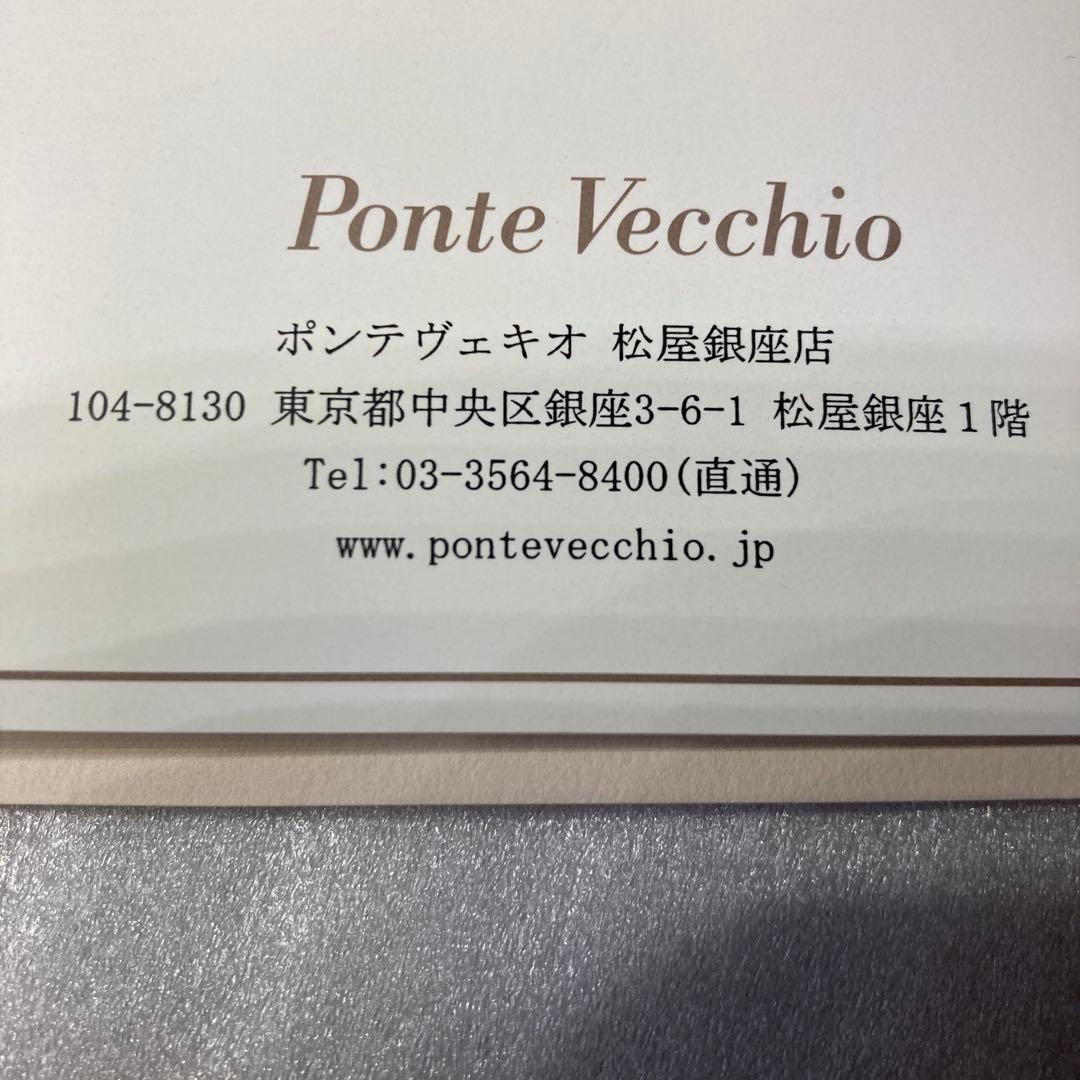 Ponte Vecchio
ポンテヴェキオ 松屋銀座店
104-8130 東京都中央区銀座3-6-1 松屋銀座１階
Tel:03-3564-8400(直通)
www.pontevecchio.jp